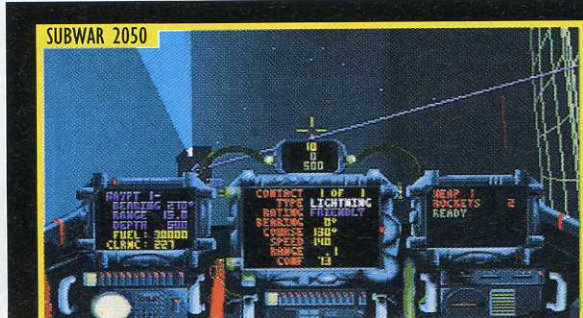 SUBWAR 2050
10
0
500
WAYPT 1-
BEARING 270°
RANGE 15.0
DEPTH 500
FUEL: 30000
CLRNC: 227
CONTACT 1 OF 1
TYPE LIGHTNING
RATING FRIENDLY
BEARING 0°
COURSE 130°
SPEED 140
RANGE 1
CONF 73
WEAP 1
ROCKETS 2
READY